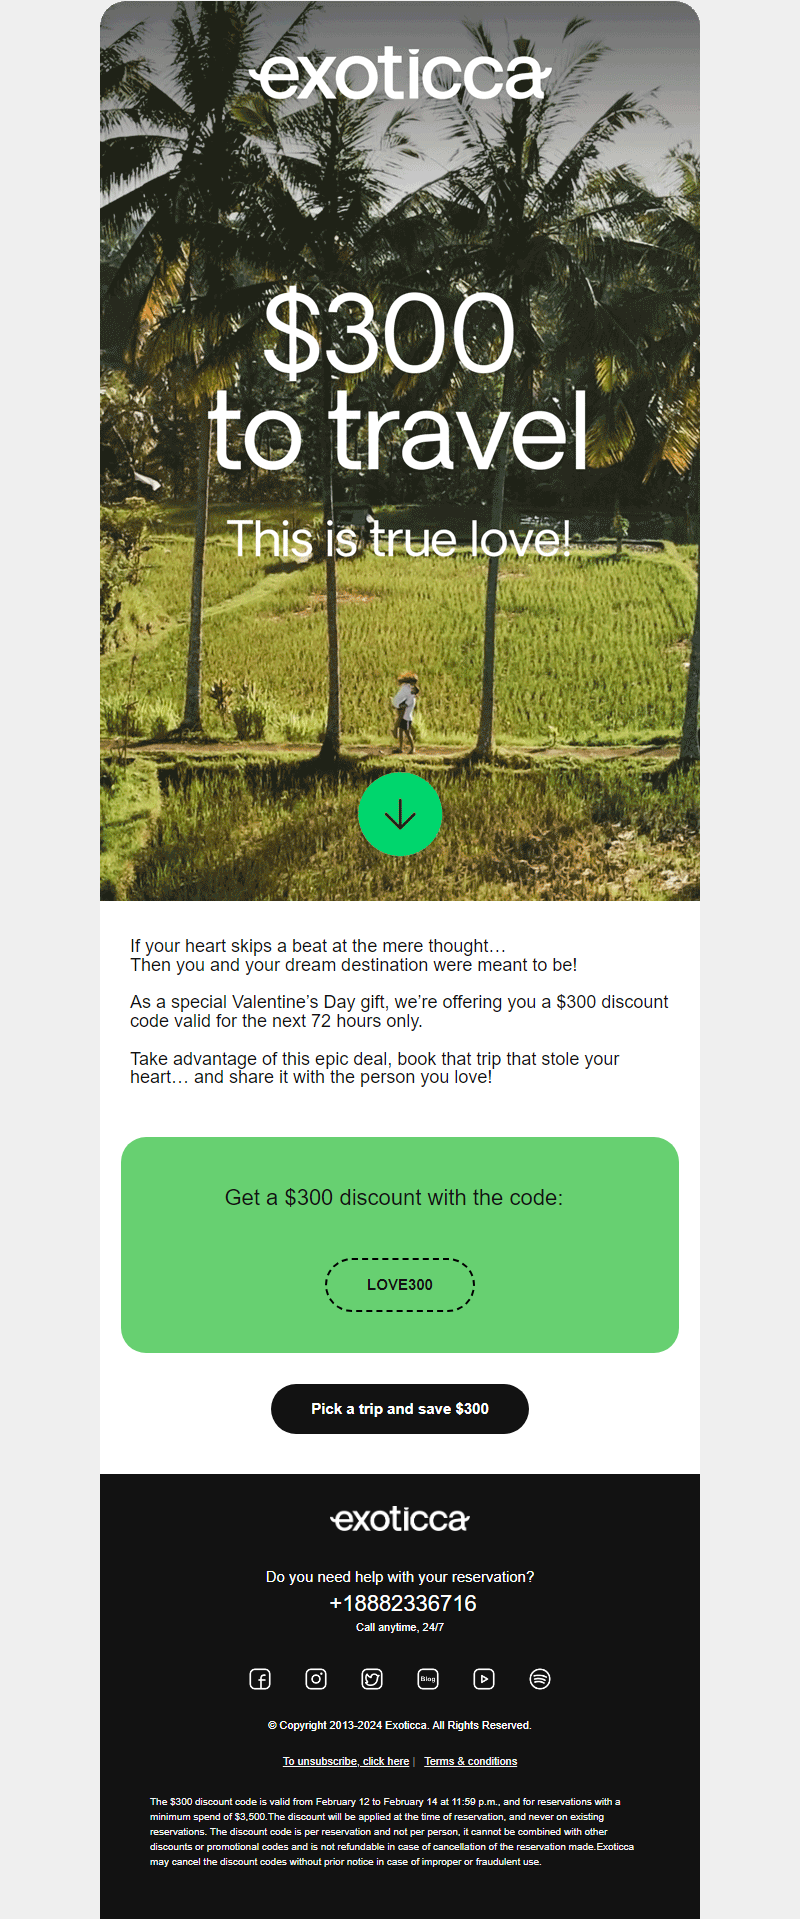 exoticca
$300
to travel
This is true love!
If your heart skips a beat at the mere thought…
Then you and your dream destination were meant to be!
As a special Valentine’s Day gift, we’re offering you a $300 discount
code valid for the next 72 hours only.
Take advantage of this epic deal, book that trip that stole your
heart… and share it with the person you love!
Get a $300 discount with the code:
LOVE300
Pick a trip and save $300
exoticca
Do you need help with your reservation?
+18882336716
Call anytime, 24/7
Blog
© Copyright 2013-2024 Exoticca. All Rights Reserved.
To unsubscribe, click here | Terms & conditions
The $300 discount code is valid from February 12 to February 14 at 11:59 p.m., and for reservations with a
minimum spend of $3,500.The discount will be applied at the time of reservation, and never on existing
reservations. The discount code is per reservation and not per person, it cannot be combined with other
discounts or promotional codes and is not refundable in case of cancellation of the reservation made.Exoticca
may cancel the discount codes without prior notice in case of improper or fraudulent use.